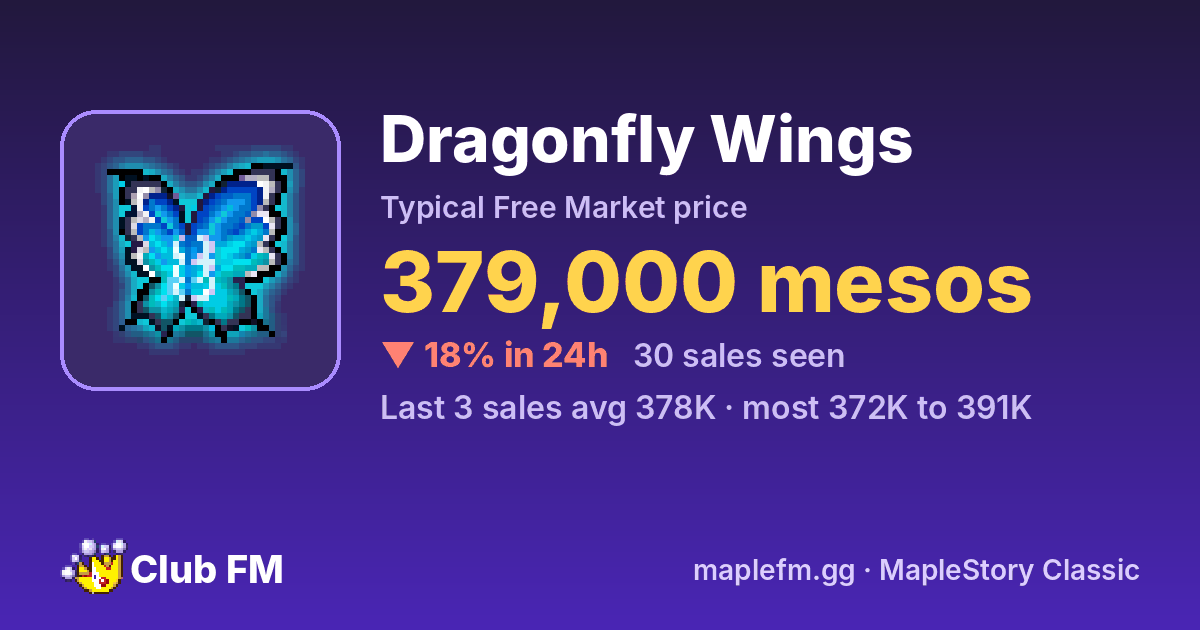 Dragonfly Wings
Typical Free Market price
379,000 mesos
▼ 18% in 24h 30 sales seen
Last 3 sales avg 378K · most 372K to 391K
Club FM
maplefm.gg · MapleStory Classic